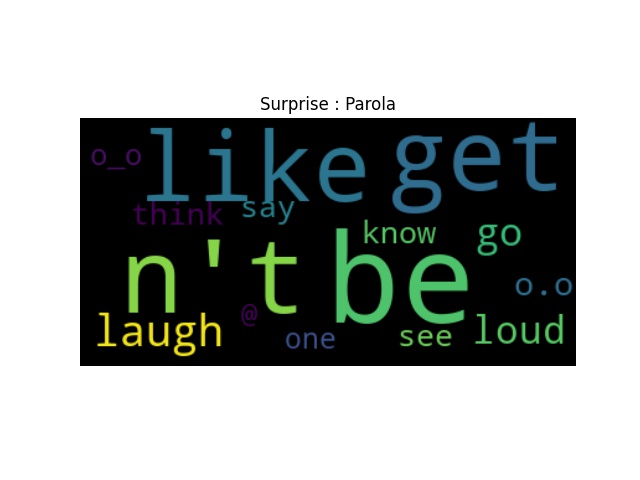 Surprise : Parola
like
get
o_o
think
say
know
go
n't
be
o.o
laugh
@
one
see
loud